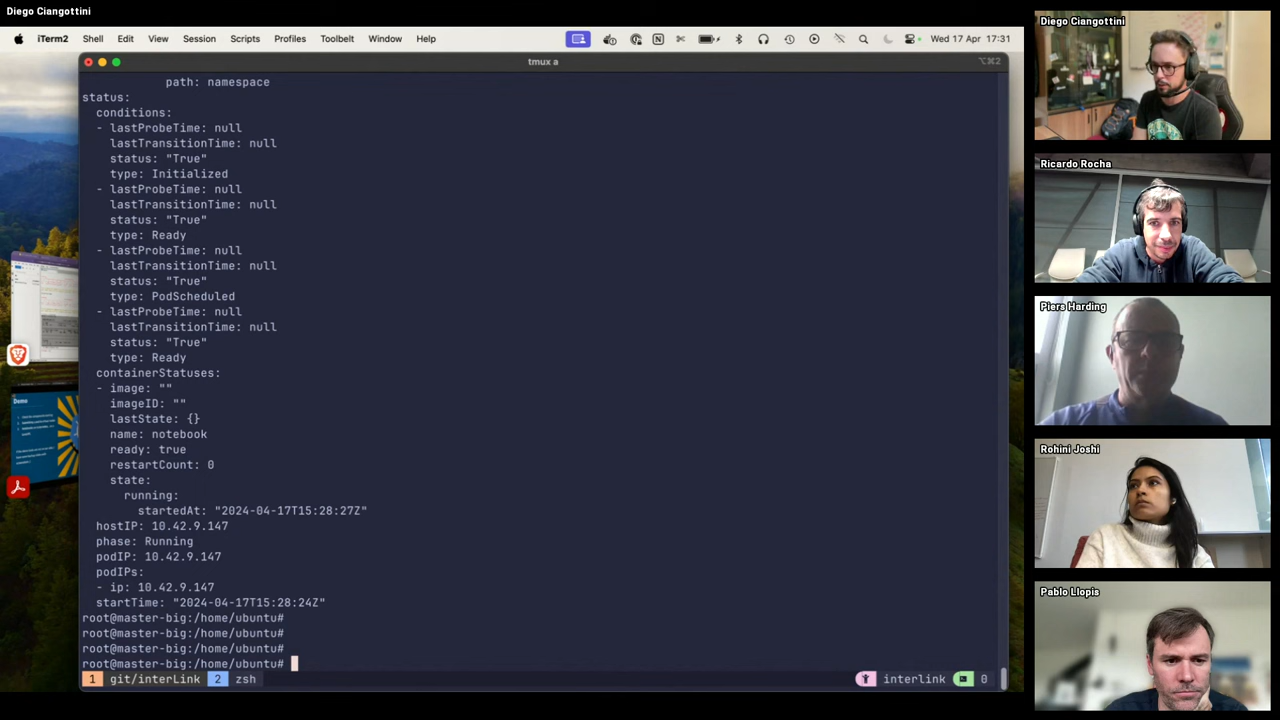 Diego Ciangottini
iTerm2 Shell Edit View Session Scripts Profiles Toolbelt Window Help Wed 17 Apr 17:31
tmux a ⌥⌘2
path: namespace
status:
conditions:
- lastProbeTime: null
lastTransitionTime: null
status: "True"
type: Initialized
- lastProbeTime: null
lastTransitionTime: null
status: "True"
type: Ready
- lastProbeTime: null
lastTransitionTime: null
status: "True"
type: PodScheduled
- lastProbeTime: null
lastTransitionTime: null
status: "True"
type: Ready
containerStatuses:
- image: ""
imageID: ""
lastState: {}
name: notebook
ready: true
restartCount: 0
state:
running:
startedAt: "2024-04-17T15:28:27Z"
hostIP: 10.42.9.147
phase: Running
podIP: 10.42.9.147
podIPs:
- ip: 10.42.9.147
startTime: "2024-04-17T15:28:24Z"
root@master-big:/home/ubuntu#
root@master-big:/home/ubuntu#
root@master-big:/home/ubuntu#
root@master-big:/home/ubuntu#
1 git/interLink 2 zsh interlink 0
Demo
Diego Ciangottini
Ricardo Rocha
Piers Harding
Rohini Joshi
Pablo Llopis